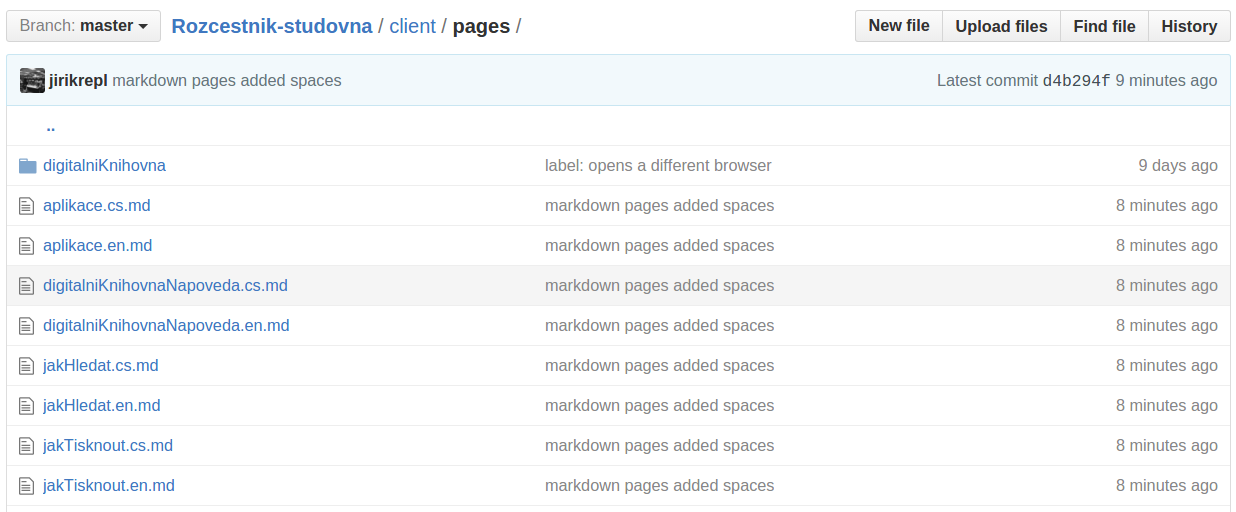 Branch: master Rozcestnik-studovna / client / pages / New file Upload files Find file History
jirikrepl markdown pages added spaces Latest commit d4b294f 9 minutes ago
..
digitalniKnihovna label: opens a different browser 9 days ago
aplikace.cs.md markdown pages added spaces 8 minutes ago
aplikace.en.md markdown pages added spaces 8 minutes ago
digitalniKnihovnaNapoveda.cs.md markdown pages added spaces 8 minutes ago
digitalniKnihovnaNapoveda.en.md markdown pages added spaces 8 minutes ago
jakHledat.cs.md markdown pages added spaces 8 minutes ago
jakHledat.en.md markdown pages added spaces 8 minutes ago
jakTisknout.cs.md markdown pages added spaces 8 minutes ago
jakTisknout.en.md markdown pages added spaces 8 minutes ago